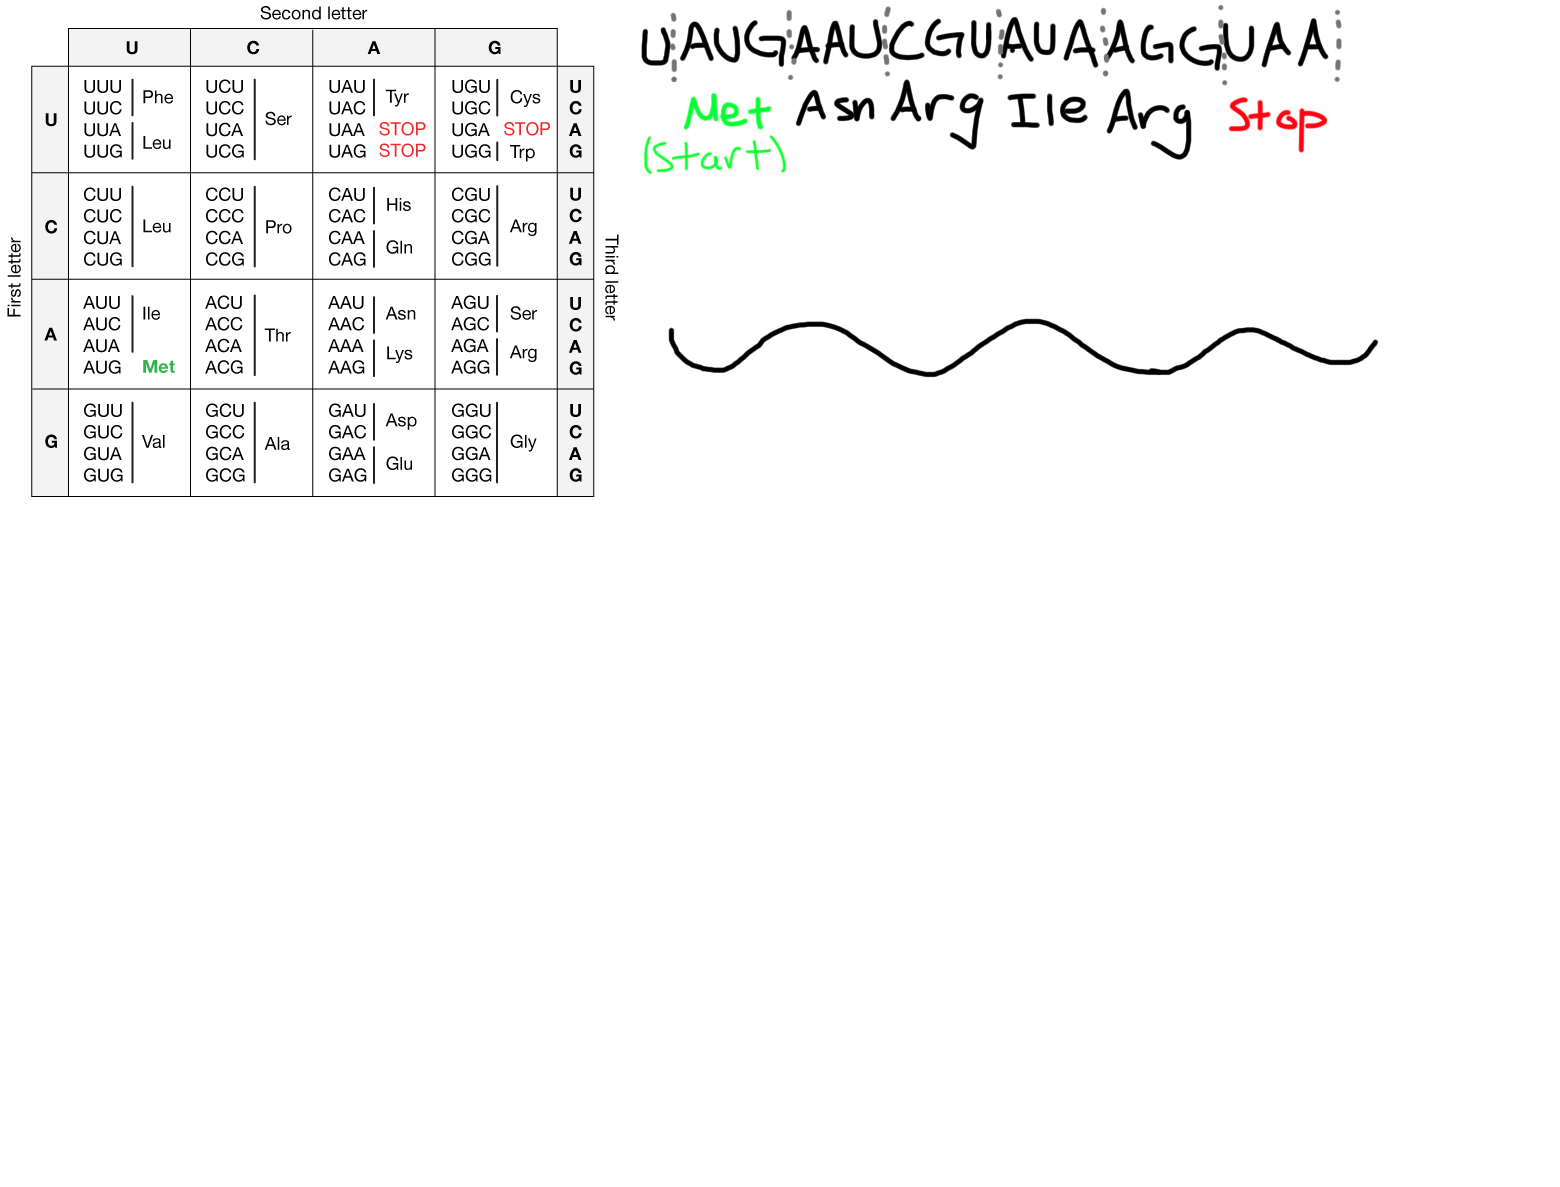 Second letter
U C A G
First letter
U
UUU UUC Phe
UUA UUG Leu
UCU UCC UCA UCG Ser
UAU UAC Tyr
UAA STOP
UAG STOP
UGU UGC Cys
UGA STOP
UGG Trp
U C A G
C
CUU CUC CUA CUG Leu
CCU CCC CCA CCG Pro
CAU CAC His
CAA CAG Gln
CGU CGC CGA CGG Arg
U C A G
A
AUU AUC AUA Ile
AUG Met
ACU ACC ACA ACG Thr
AAU AAC Asn
AAA AAG Lys
AGU AGC Ser
AGA AGG Arg
U C A G
G
GUU GUC GUA GUG Val
GCU GCC GCA GCG Ala
GAU GAC Asp
GAA GAG Glu
GGU GGC GGA GGG Gly
U C A G
Third letter
UAUGAAUCGUAUAAGGUAA
Met Asn Arg Ile Arg Stop
(Start)